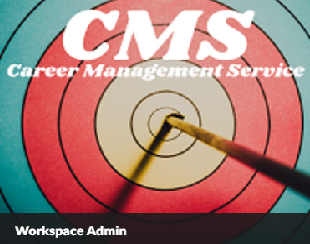 CMS
Career Management Service
Workspace Admin